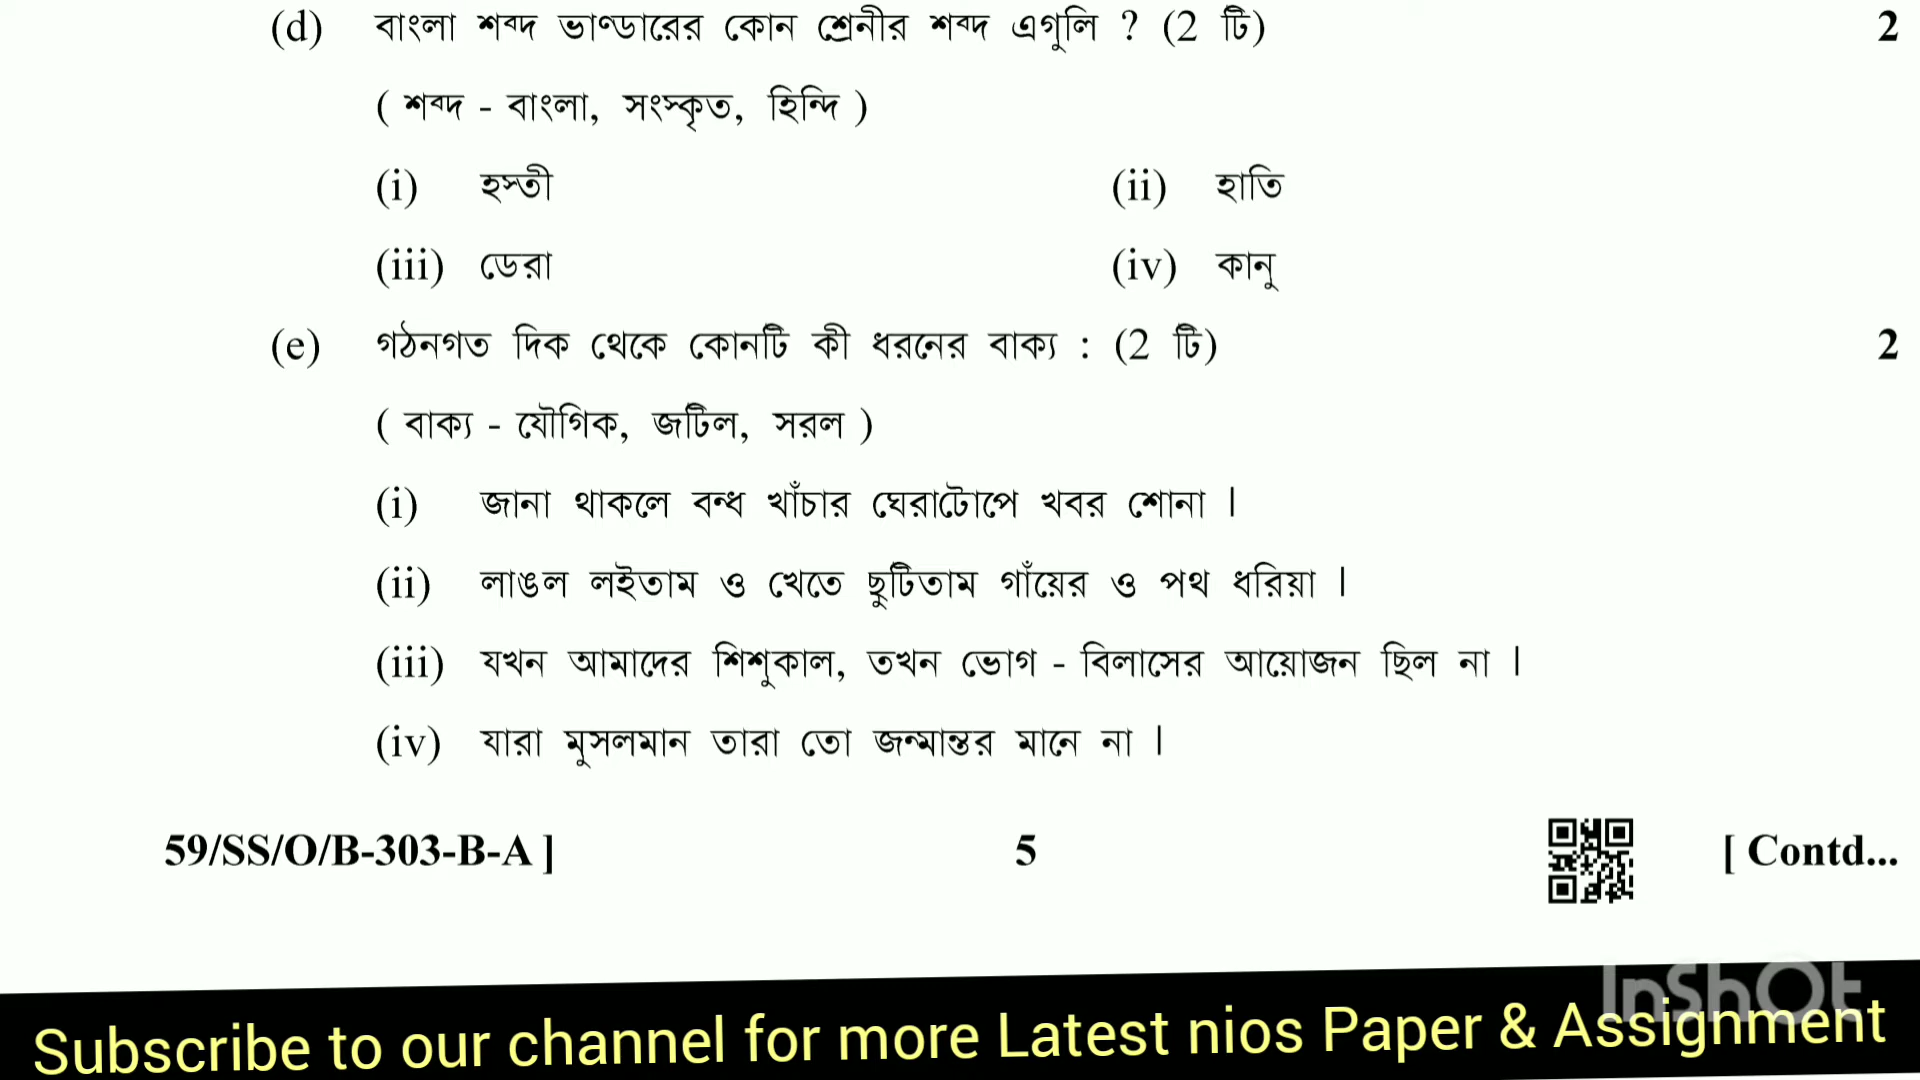 (d) বাংলা শব্দ ভাণ্ডারের কোন শ্রেনীর শব্দ এগুলি ? (2 টি) 2
( শব্দ - বাংলা, সংস্কৃত, হিন্দি )
(i) হস্তী (ii) হাতি
(iii) ডেরা (iv) কানু
(e) গঠনগত দিক থেকে কোনটি কী ধরনের বাক্য : (2 টি) 2
( বাক্য - যৌগিক, জটিল, সরল )
(i) জানা থাকলে বন্ধ খাঁচার ঘেরাটোপে খবর শোনা ।
(ii) লাঙল লইতাম ও খেতে ছুটিতাম গাঁয়ের ও পথ ধরিয়া ।
(iii) যখন আমাদের শিশুকাল, তখন ভোগ - বিলাসের আয়োজন ছিল না ।
(iv) যারা মুসলমান তারা তো জন্মান্তর মানে না ।
59/SS/O/B-303-B-A ] 5 [ Contd...
InShOt
Subscribe to our channel for more Latest nios Paper & Assignment